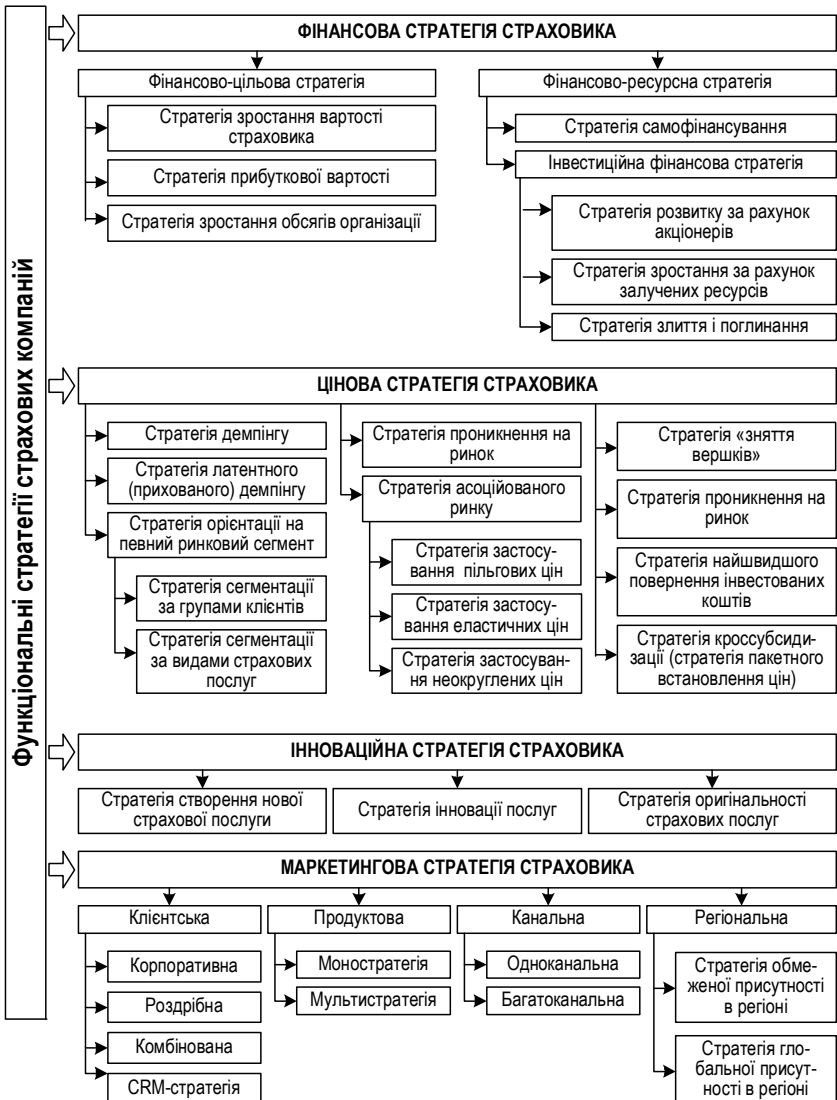 Функціональні стратегії страхових компаній
ФІНАНСОВА СТРАТЕГІЯ СТРАХОВИКА
Фінансово-цільова стратегія
Стратегія зростання вартості
страховика
Стратегія прибуткової вартості
Стратегія зростання обсягів організації
Фінансово-ресурсна стратегія
Стратегія самофінансування
Інвестиційна фінансова стратегія
Стратегія розвитку за рахунок
акціонерів
Стратегія зростання за рахунок
залучених ресурсів
Стратегія злиття і поглинання
ЦІНОВА СТРАТЕГІЯ СТРАХОВИКА
Стратегія демпінгу
Стратегія латентного
(прихованого) демпінгу
Стратегія орієнтації на
певний ринковий сегмент
Стратегія сегментації
за групами клієнтів
Стратегія сегментації
за видами страхових
послуг
Стратегія проникнення на
ринок
Стратегія асоційованого
ринку
Стратегія застосу-
вання пільгових цін
Стратегія застосу-
вання еластичних цін
Стратегія застосуван-
ня неокруглених цін
Стратегія «зняття
вершків»
Стратегія проникнення на
ринок
Стратегія найшвидшого
повернення інвестованих
коштів
Стратегія кроссубсиди-
зації (стратегія пакетного
встановлення цін)
ІННОВАЦІЙНА СТРАТЕГІЯ СТРАХОВИКА
Стратегія створення нової
страхової послуги
Стратегія інновації послуг
Стратегія оригінальності
страхових послуг
МАРКЕТИНГОВА СТРАТЕГІЯ СТРАХОВИКА
Клієнтська
Корпоративна
Роздрібна
Комбінована
CRM-стратегія
Продуктова
Моностратегія
Мультистратегія
Канальна
Одноканальна
Багатоканальна
Регіональна
Стратегія обме-
женої присутності
в регіоні
Стратегія гло-
бальної присут-
ності в регіоні